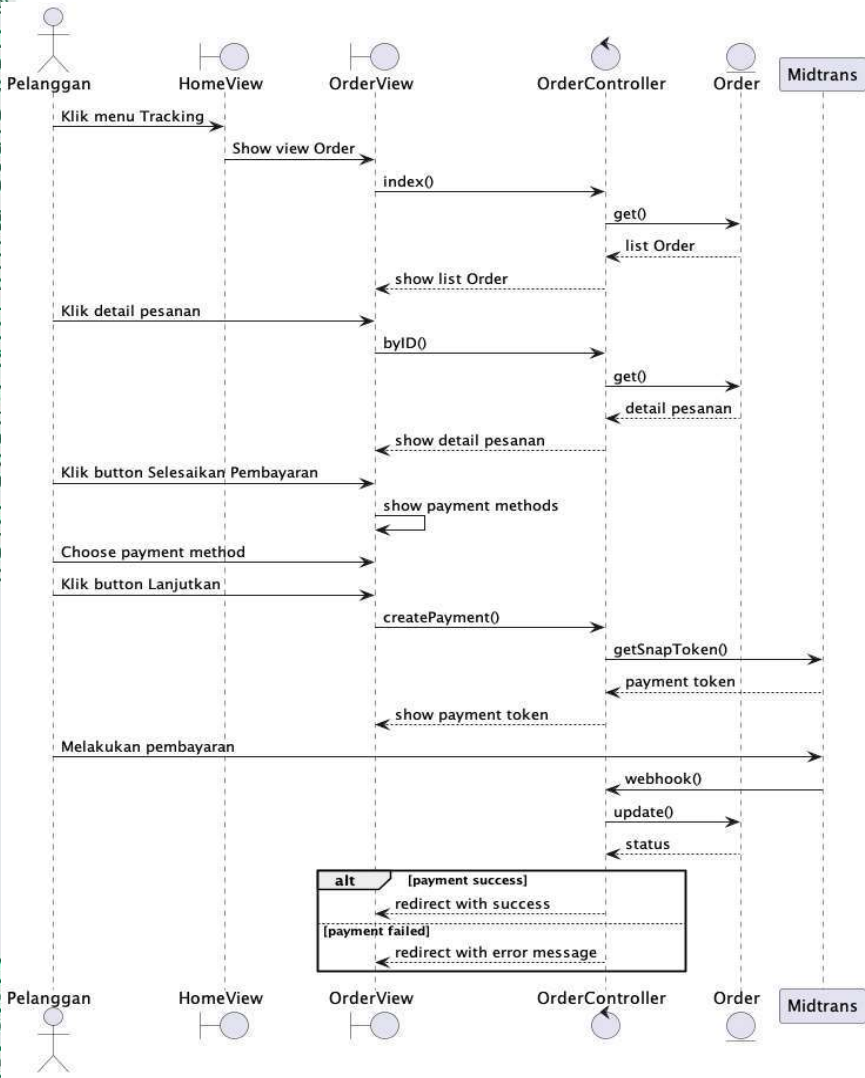 Pelanggan
HomeView
OrderView
OrderController
Order
Midtrans
Klik menu Tracking
Show view Order
index()
get()
list Order
show list Order
Klik detail pesanan
byID()
get()
detail pesanan
show detail pesanan
Klik button Selesaikan Pembayaran
show payment methods
Choose payment method
Klik button Lanjutkan
createPayment()
getSnapToken()
payment token
show payment token
Melakukan pembayaran
webhook()
update()
status
alt [payment success]
redirect with success
[payment failed]
redirect with error message
Pelanggan
HomeView
OrderView
OrderController
Order
Midtrans